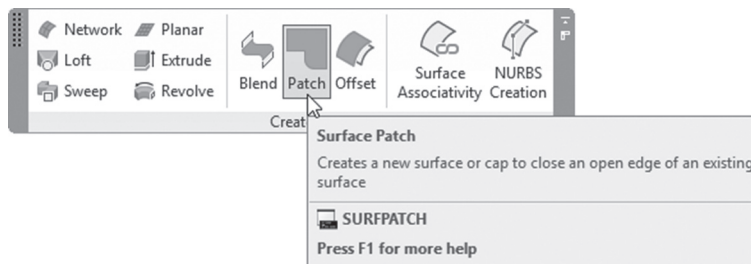 Network Planar
Loft Extrude
Sweep Revolve
Blend Patch Offset
Surface Associativity
NURBS Creation
Creat
Surface Patch
Creates a new surface or cap to close an open edge of an existing
surface
SURFPATCH
Press F1 for more help